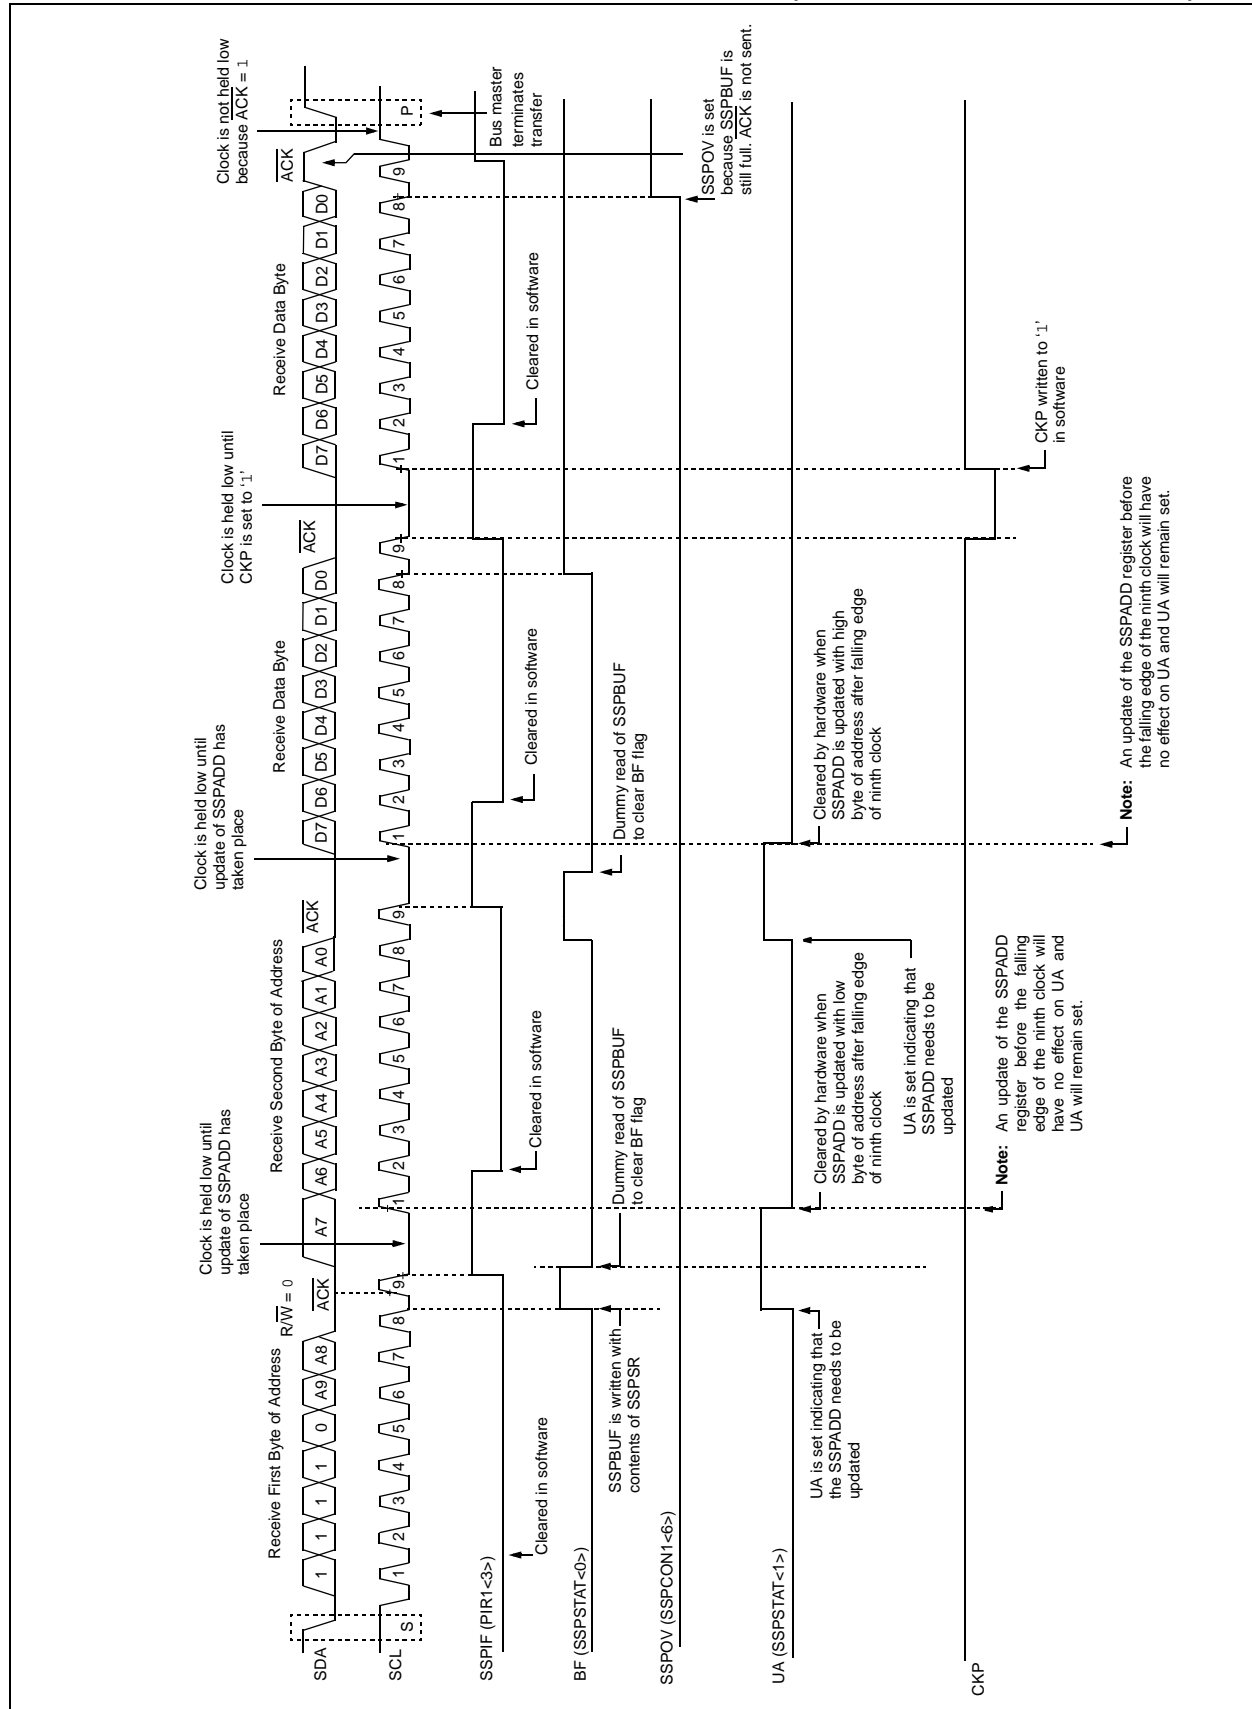 Clock is not held low
because ACK = 1
ACK
Receive Data Byte
Clock is held low until
CKP is set to ‘1’
ACK
Receive Data Byte
Clock is held low until
update of SSPADD has
taken place
ACK
Receive Second Byte of Address
Clock is held low until
update of SSPADD has
taken place
R/W = 0
ACK
Receive First Byte of Address
SDA
1 1 1 1 0 A9 A8
A7 A6 A5 A4 A3 A2 A1 A0
D7 D6 D5 D4 D3 D2 D1 D0
D7 D6 D5 D4 D3 D2 D1 D0
SCL
S
1 2 3 4 5 6 7 8 9
1 2 3 4 5 6 7 8 9
1 2 3 4 5 6 7 8 9
1 2 3 4 5 6 7 8 9
P
Bus master
terminates
transfer
SSPIF (PIR1<3>)
Cleared in software
Cleared in software
Cleared in software
Cleared in software
BF (SSPSTAT<0>)
SSPBUF is written with
contents of SSPSR
Dummy read of SSPBUF
to clear BF flag
Dummy read of SSPBUF
to clear BF flag
SSPOV (SSPCON1<6>)
SSPOV is set
because SSPBUF is
still full. ACK is not sent.
UA (SSPSTAT<1>)
UA is set indicating that
the SSPADD needs to be
updated
Cleared by hardware when
SSPADD is updated with low
byte of address after falling edge
of ninth clock
UA is set indicating that
SSPADD needs to be
updated
Cleared by hardware when
SSPADD is updated with high
byte of address after falling edge
of ninth clock
CKP
CKP written to ‘1’
in software
Note: An update of the SSPADD
register before the falling
edge of the ninth clock will
have no effect on UA and
UA will remain set.
Note: An update of the SSPADD register before
the falling edge of the ninth clock will have
no effect on UA and UA will remain set.